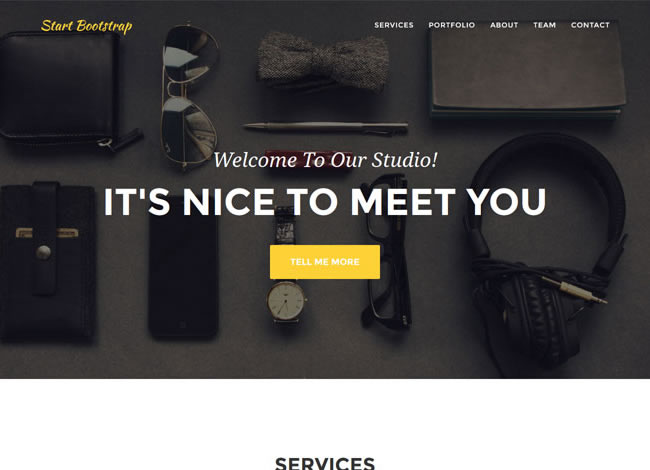 Start Bootstrap
SERVICES PORTFOLIO ABOUT TEAM CONTACT
Welcome To Our Studio!
IT'S NICE TO MEET YOU
TELL ME MORE
SERVICES